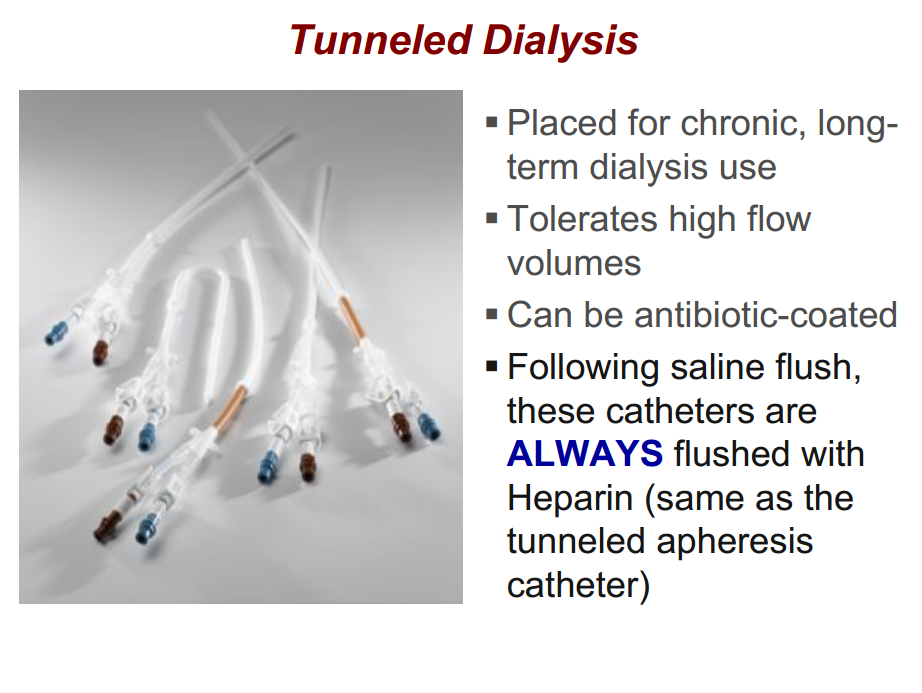 Tunneled Dialysis
▪ Placed for chronic, long-
term dialysis use
▪ Tolerates high flow
volumes
▪ Can be antibiotic-coated
▪ Following saline flush,
these catheters are
ALWAYS flushed with
Heparin (same as the
tunneled apheresis
catheter)